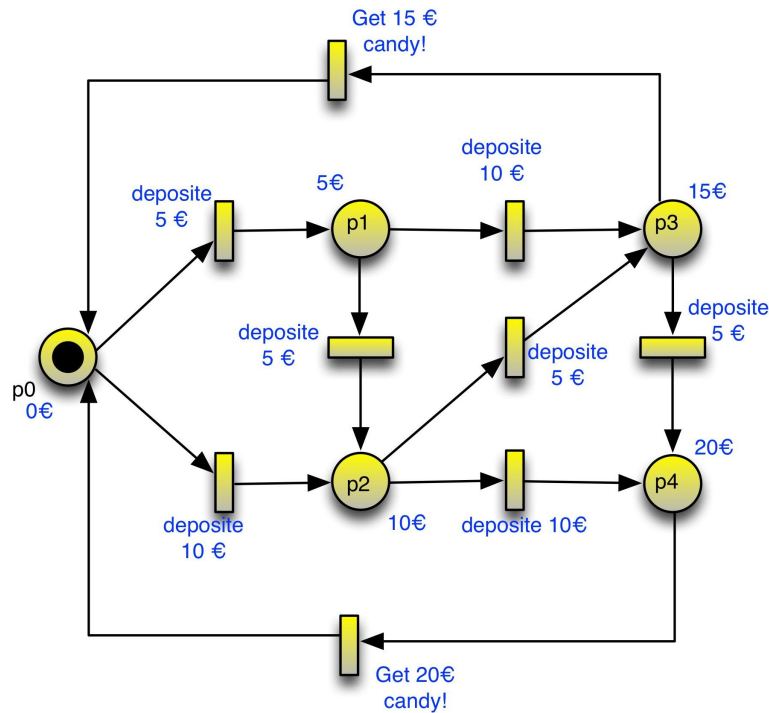 Get 15 €
candy!
deposite
10 €
deposite
5 €
5€
15€
p1
p3
deposite
5 €
deposite
5 €
deposite
5 €
p0
0€
20€
p2
p4
10€
deposite
10 €
deposite 10€
Get 20€
candy!